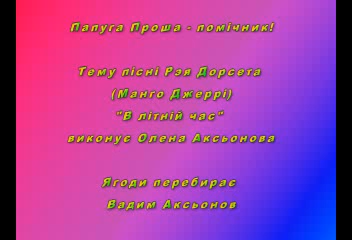 Папуга Проша - помічник!
Тему пісні Рэя Дорсета
(Манго Джеррі)
"В літній час"
виконує Олена Аксьонова
Ягоди перебирає
Вадим Аксьонов